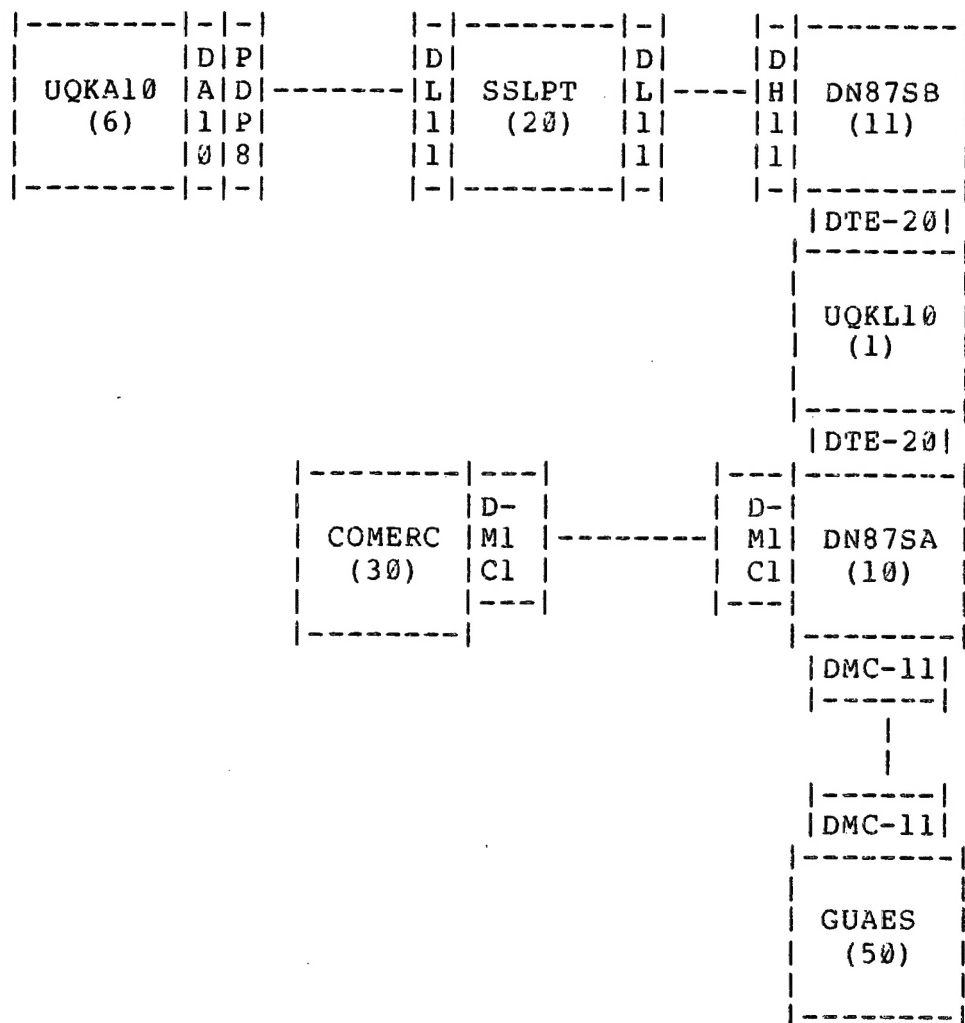 |--------|-|-|        |-|--------|-|    |-|--------
|        |D|P|        |D|        |D|    |D|        |
| UQKA10 |A|D|-------|L| SSLPT |L|----|H| DN87SB |
|  (6)   |1|P|        |1|  (20)  |1|    |1|  (11)  |
|        |0|8|        |1|        |1|    |1|        |
|--------|-|-|        |-|--------|-|    |-|--------
|DTE-20|
|--------
| UQKL10
|  (1)
|--------
|DTE-20|
|--------|---|        |---|--------
|        |D- |        | D-|        |
| COMERC |M1 |--------| M1| DN87SA |
|  (30)  |C1 |        | C1|  (10)  |
|        |---|        |---|        |
|--------|                |--------|
|DMC-11|
|------|
|
|
|------|
|DMC-11|
|--------|
| GUAES  |
|  (50)  |
|--------|